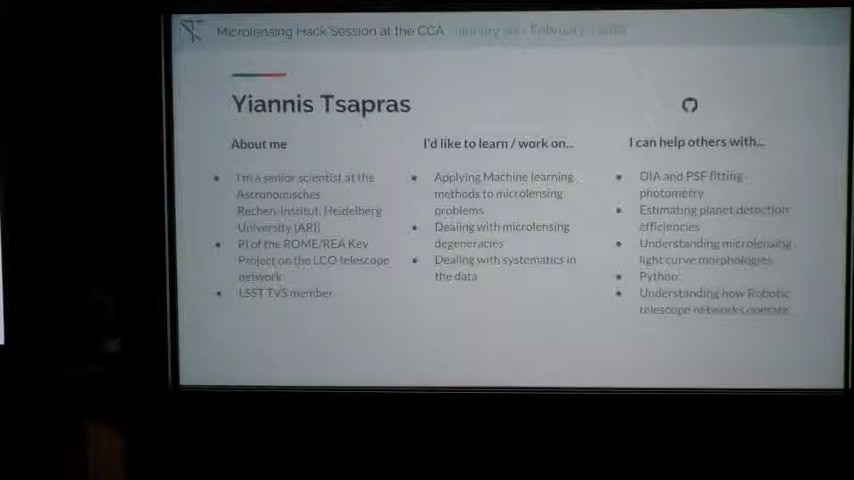 Microlensing Hack Session at the CCA
Yiannis Tsapras
About me
I'm a senior scientist at the
Astronomisches
Rechen-Institut, Heidelberg
University (ARI)
PI of the ROME/REA Key
Project on the LCO telescope
network
LSST TVS member
I'd like to learn / work on...
Applying Machine learning
methods to microlensing
problems
Dealing with microlensing
degeneracies
Dealing with systematics in
the data
I can help others with...
DIA and PSF fitting
photometry
Estimating planet detection
efficiencies
Understanding microlensing
light curve morphologies
Python
Understanding how Robotic
telescope networks operate